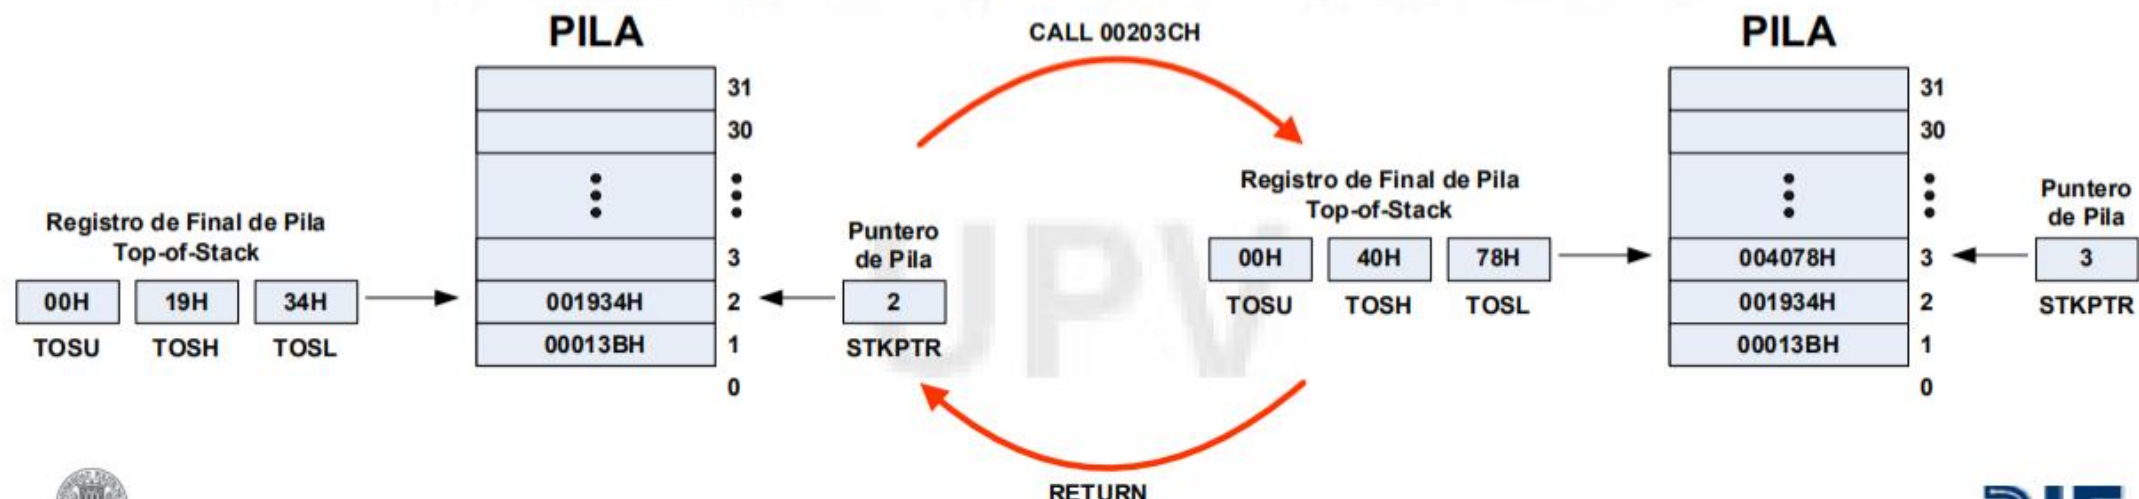 PILA
31
30
3
001934H 2
00013BH 1
0
Registro de Final de Pila
Top-of-Stack
00H 19H 34H
TOSU TOSH TOSL
Puntero
de Pila
2
STKPTR
CALL 00203CH
RETURN
UPV
PILA
31
30
004078H 3
001934H 2
00013BH 1
0
Registro de Final de Pila
Top-of-Stack
00H 40H 78H
TOSU TOSH TOSL
Puntero
de Pila
3
STKPTR